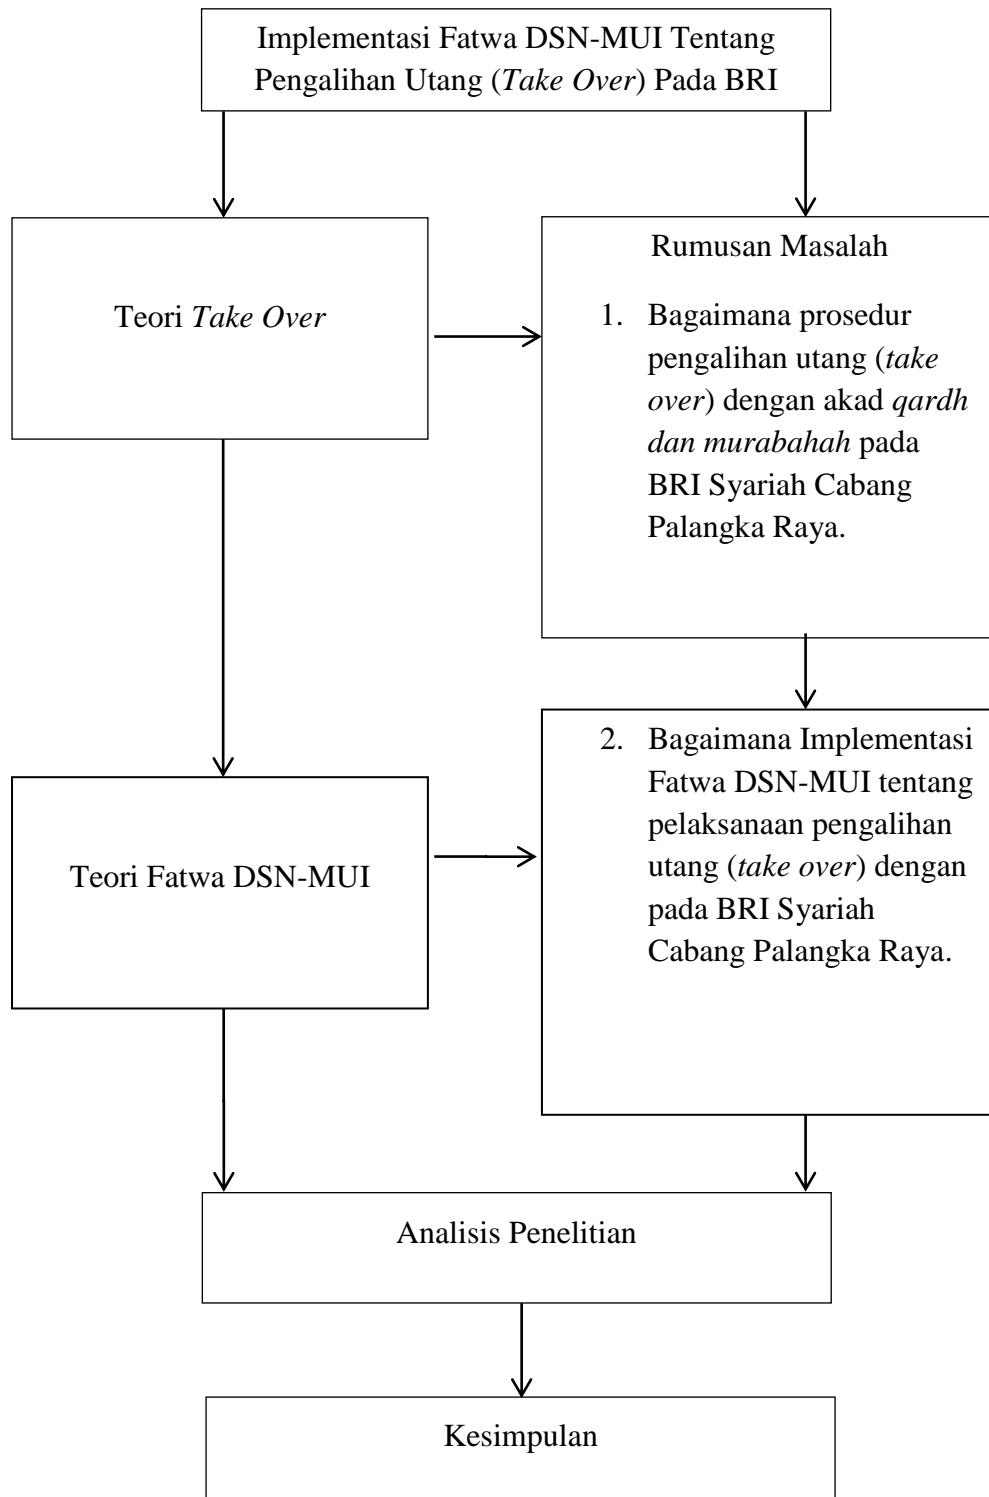 Implementasi Fatwa DSN-MUI Tentang
Pengalihan Utang (Take Over) Pada BRI
Teori Take Over
Rumusan Masalah
1. Bagaimana prosedur
pengalihan utang (take
over) dengan akad qardh
dan murabahah pada
BRI Syariah Cabang
Palangka Raya.
Teori Fatwa DSN-MUI
2. Bagaimana Implementasi
Fatwa DSN-MUI tentang
pelaksanaan pengalihan
utang (take over) dengan
pada BRI Syariah
Cabang Palangka Raya.
Analisis Penelitian
Kesimpulan